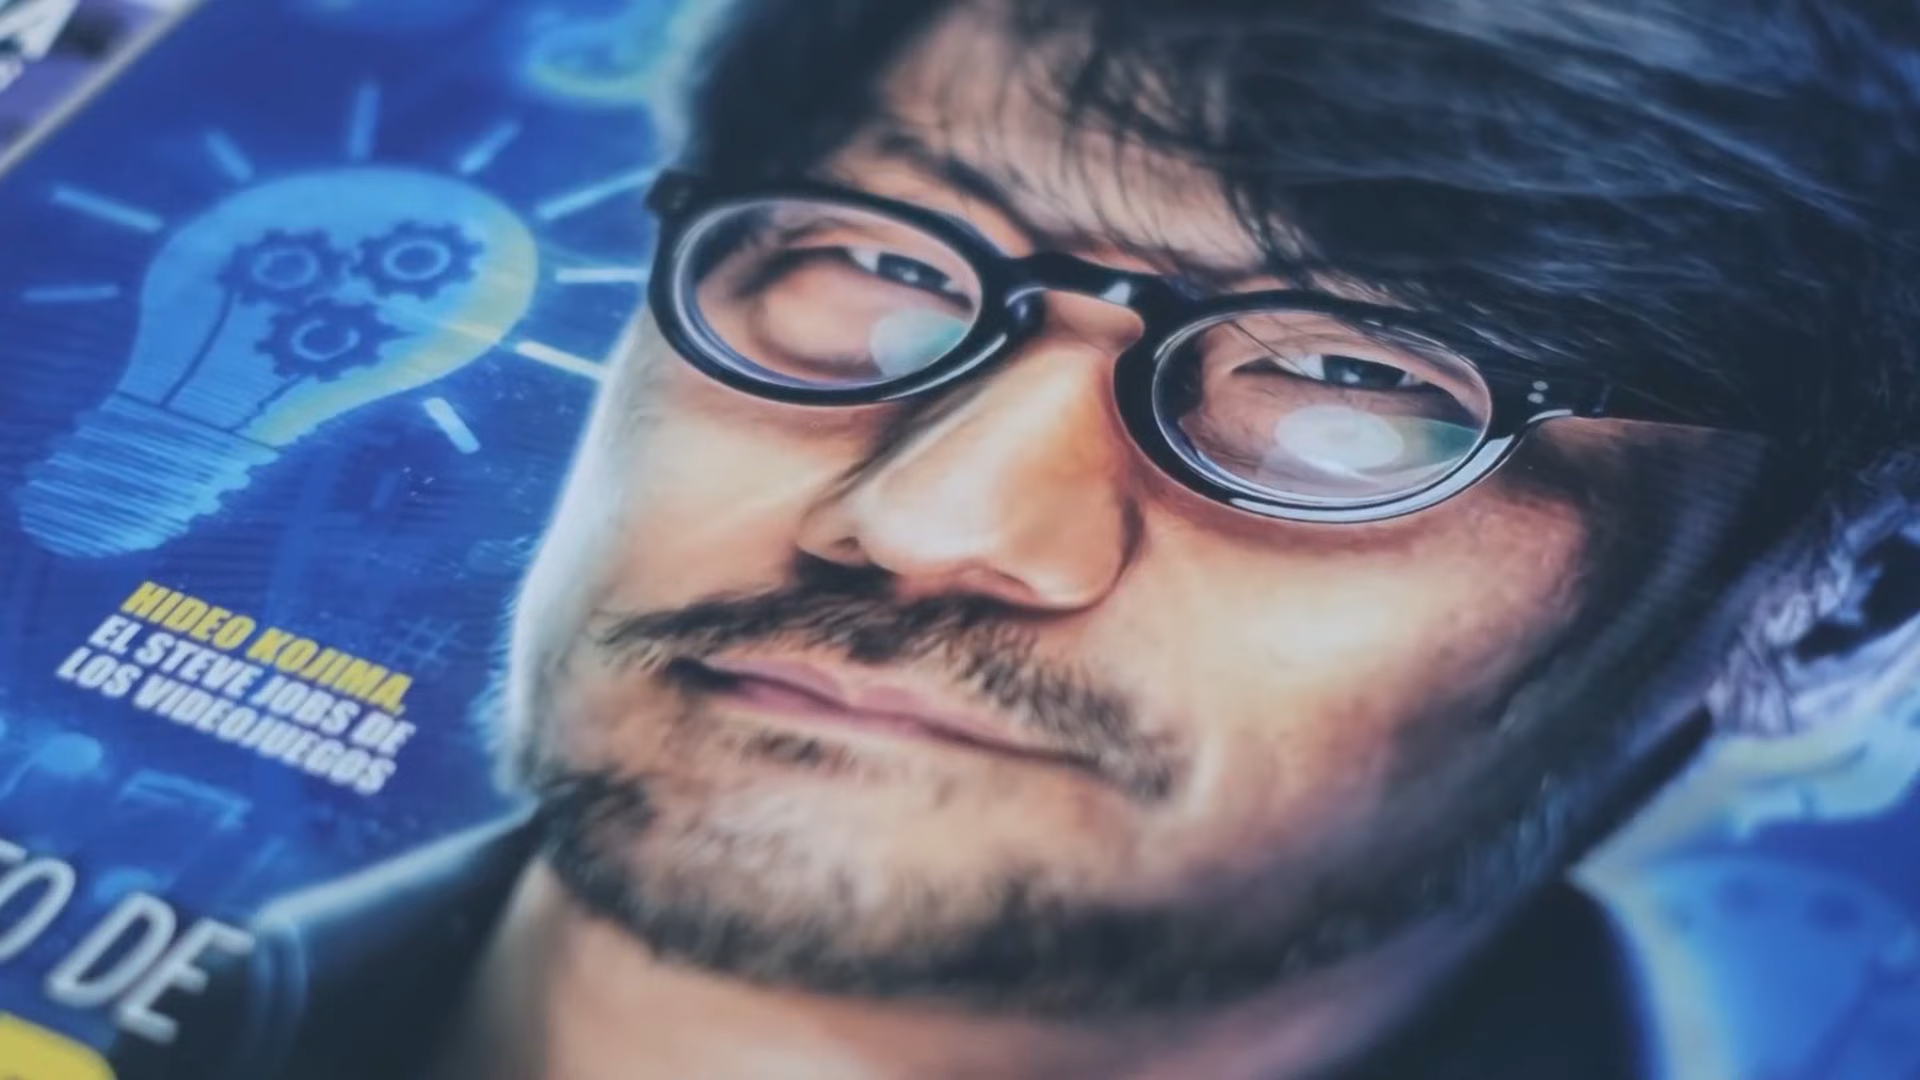 HIDEO KOJIMA,
EL STEVE JOBS DE
LOS VIDEOJUEGOS
DE